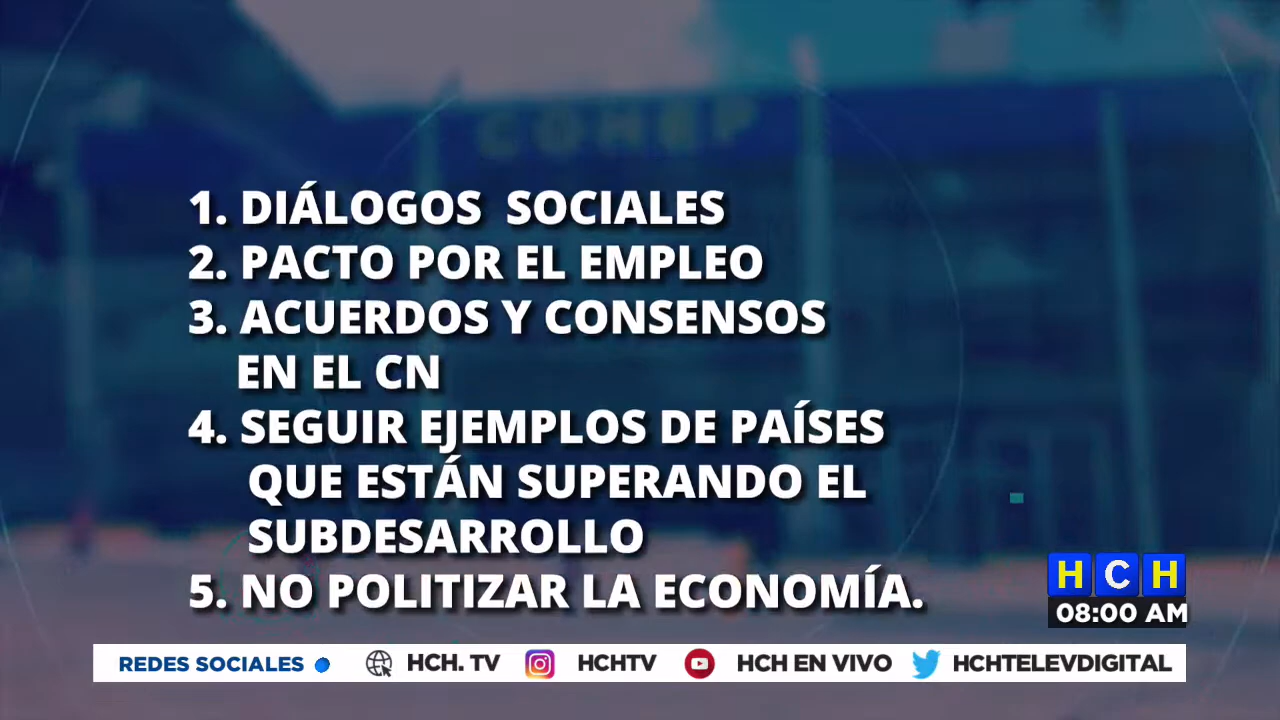 COHEP
1. DIÁLOGOS SOCIALES
2. PACTO POR EL EMPLEO
3. ACUERDOS Y CONSENSOS
EN EL CN
4. SEGUIR EJEMPLOS DE PAÍSES
QUE ESTÁN SUPERANDO EL
SUBDESARROLLO
5. NO POLITIZAR LA ECONOMÍA.
HCH
08:00 AM
REDES SOCIALES HCH. TV HCHTV HCH EN VIVO HCHTELEVDIGITAL